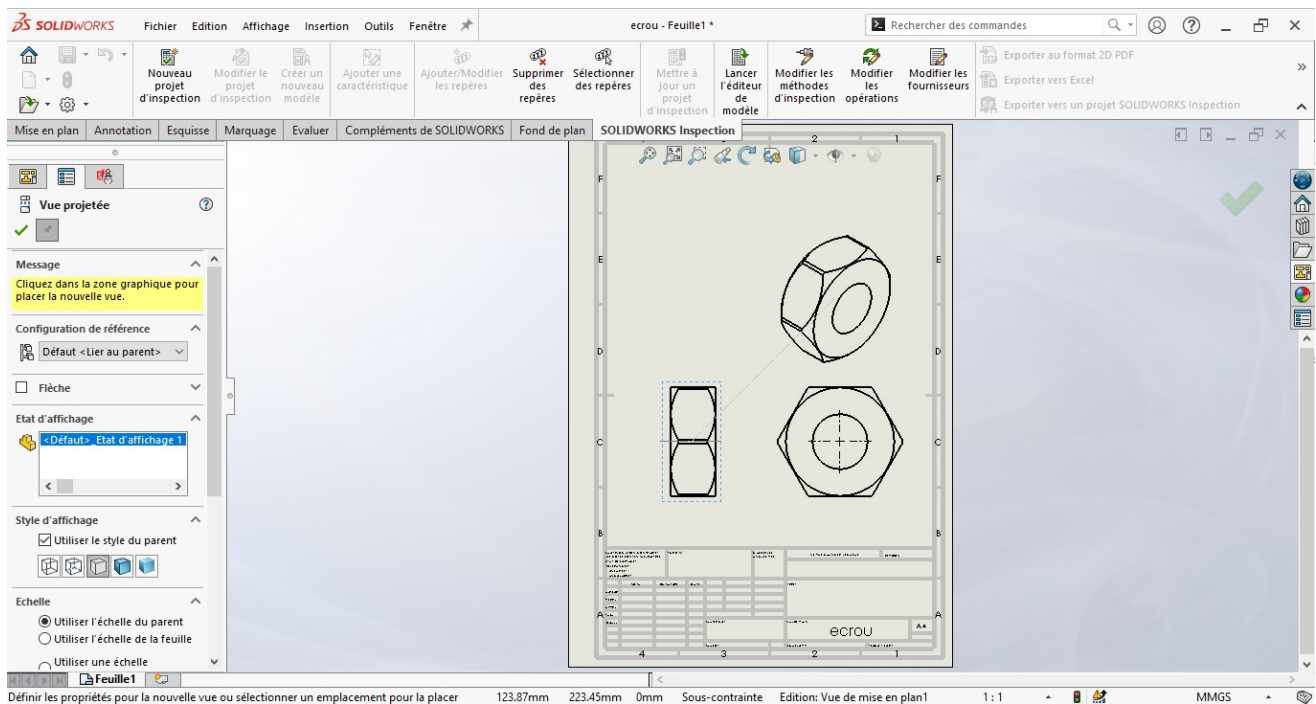 SOLIDWORKS
Fichier Edition Affichage Insertion Outils Fenêtre
ecrou - Feuille1 *
Rechercher des commandes
Nouveau projet d'inspection
Modifier le projet d'inspection
Créer un nouveau modèle
Ajouter une caractéristique
Ajouter/Modifier les repères
Supprimer des repères
Sélectionner des repères
Mettre à jour un projet d'inspection
Lancer l'éditeur de modèle
Modifier les méthodes d'inspection
Modifier les opérations
Modifier les fournisseurs
Exporter au format 2D PDF
Exporter vers Excel
Exporter vers un projet SOLIDWORKS Inspection
Mise en plan Annotation Esquisse Marquage Evaluer Compléments de SOLIDWORKS Fond de plan SOLIDWORKS Inspection
Vue projetée
Message
Cliquez dans la zone graphique pour
placer la nouvelle vue.
Configuration de référence
Défaut <Lier au parent>
Flèche
Etat d'affichage
<Défaut>_Etat d'affichage 1
Style d'affichage
Utiliser le style du parent
Echelle
Utiliser l'échelle du parent
Utiliser l'échelle de la feuille
Utiliser une échelle
2 1
F F
E E
D D
C C
B B
A A
ecrou
A4
4 3 2 1
Feuille1
Définir les propriétés pour la nouvelle vue ou sélectionner un emplacement pour la placer 123.87mm 223.45mm 0mm Sous-contrainte Edition: Vue de mise en plan1 1:1 MMGS